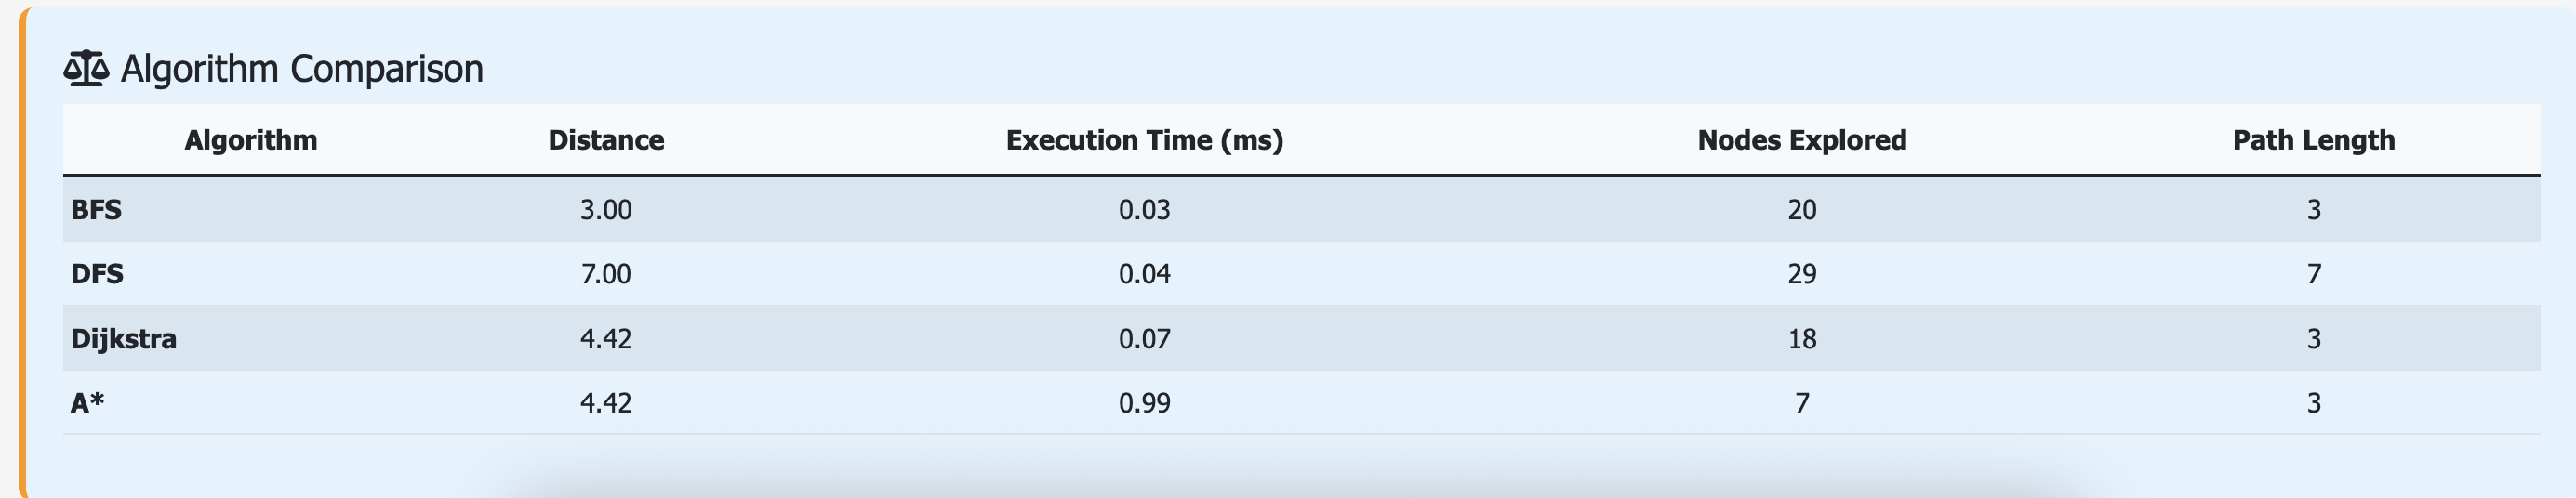 Algorithm Comparison
Algorithm Distance Execution Time (ms) Nodes Explored Path Length
BFS 3.00 0.03 20 3
DFS 7.00 0.04 29 7
Dijkstra 4.42 0.07 18 3
A* 4.42 0.99 7 3